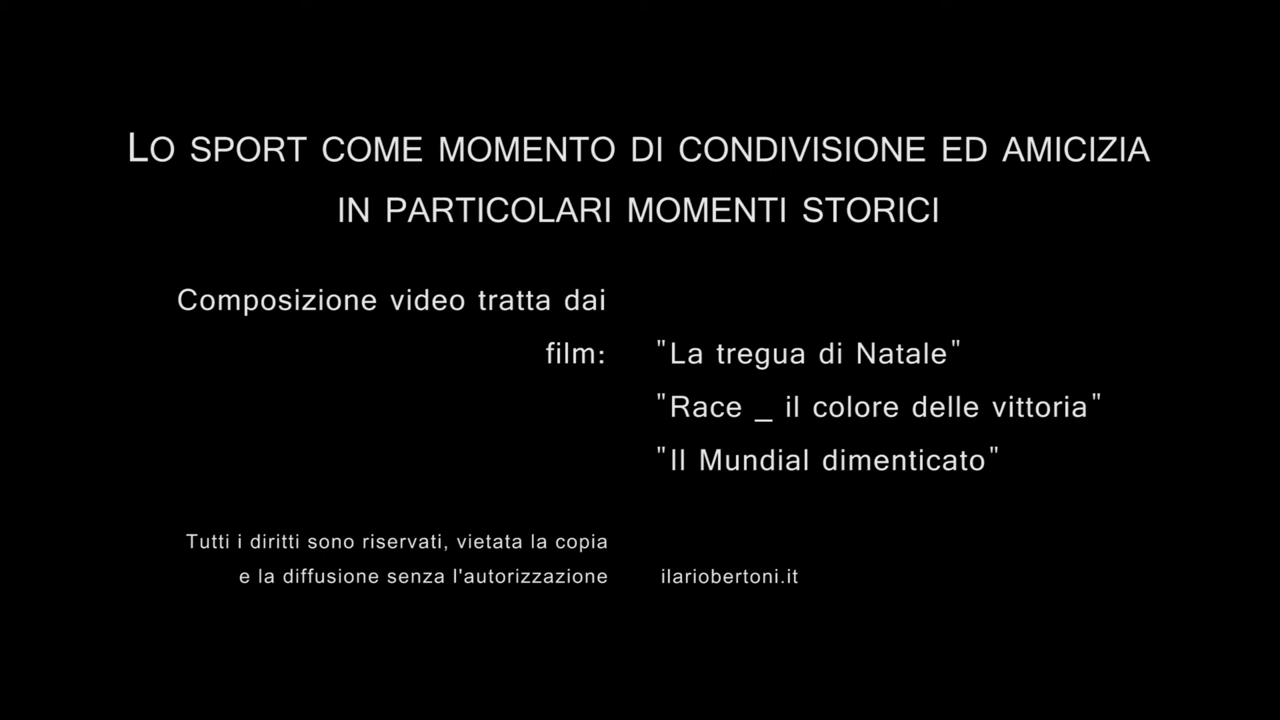 LO SPORT COME MOMENTO DI CONDIVISIONE ED AMICIZIA
IN PARTICOLARI MOMENTI STORICI
Composizione video tratta dai
film: "La tregua di Natale"
"Race _ il colore delle vittoria"
"Il Mundial dimenticato"
Tutti i diritti sono riservati, vietata la copia
e la diffusione senza l'autorizzazione ilariobertoni.it